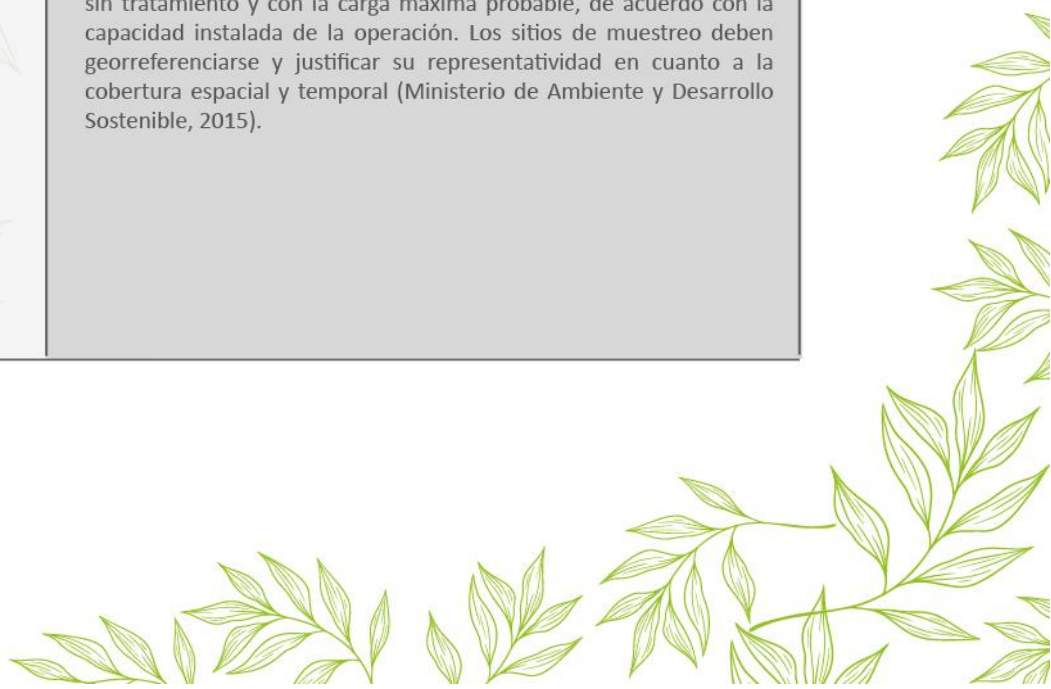 sin tratamiento y con la carga máxima probable, de acuerdo con la
capacidad instalada de la operación. Los sitios de muestreo deben
georreferenciarse y justificar su representatividad en cuanto a la
cobertura espacial y temporal (Ministerio de Ambiente y Desarrollo
Sostenible, 2015).